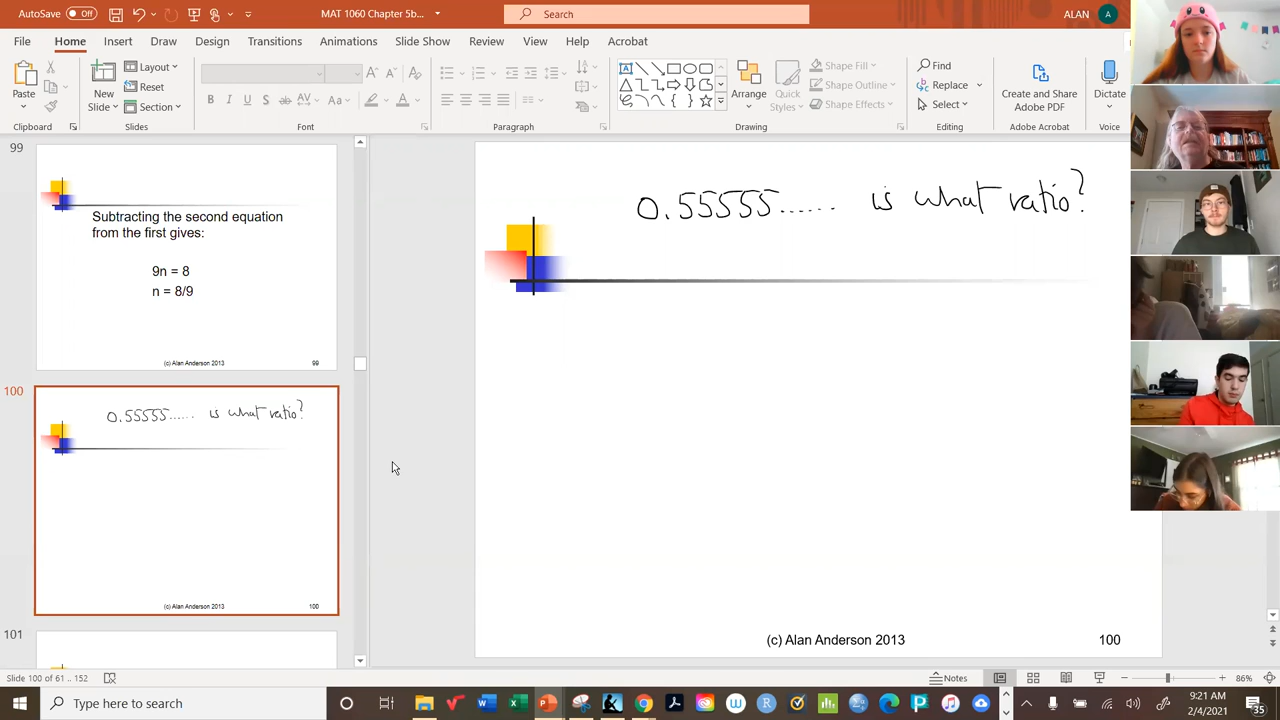 AutoSave Off MAT 1060 Chapter 5b... Search ALAN A
File Home Insert Draw Design Transitions Animations Slide Show Review View Help Acrobat
Paste
New Slide
Layout
Reset
Section
Shape Fill
Shape Outline
Shape Effects
Arrange
Quick Styles
Find
Replace
Select
Create and Share Adobe PDF
Dictate
Clipboard Slides Font Paragraph Drawing Editing Adobe Acrobat Voice
99
Subtracting the second equation
from the first gives:
9n = 8
n = 8/9
(c) Alan Anderson 2013 99
100
0.55555...... is what ratio?
(c) Alan Anderson 2013 100
101
0.55555...... is what ratio?
(c) Alan Anderson 2013 100
Slide 100 of 61 .. 152 Notes 86%
Type here to search
9:21 AM
2/4/2021
35